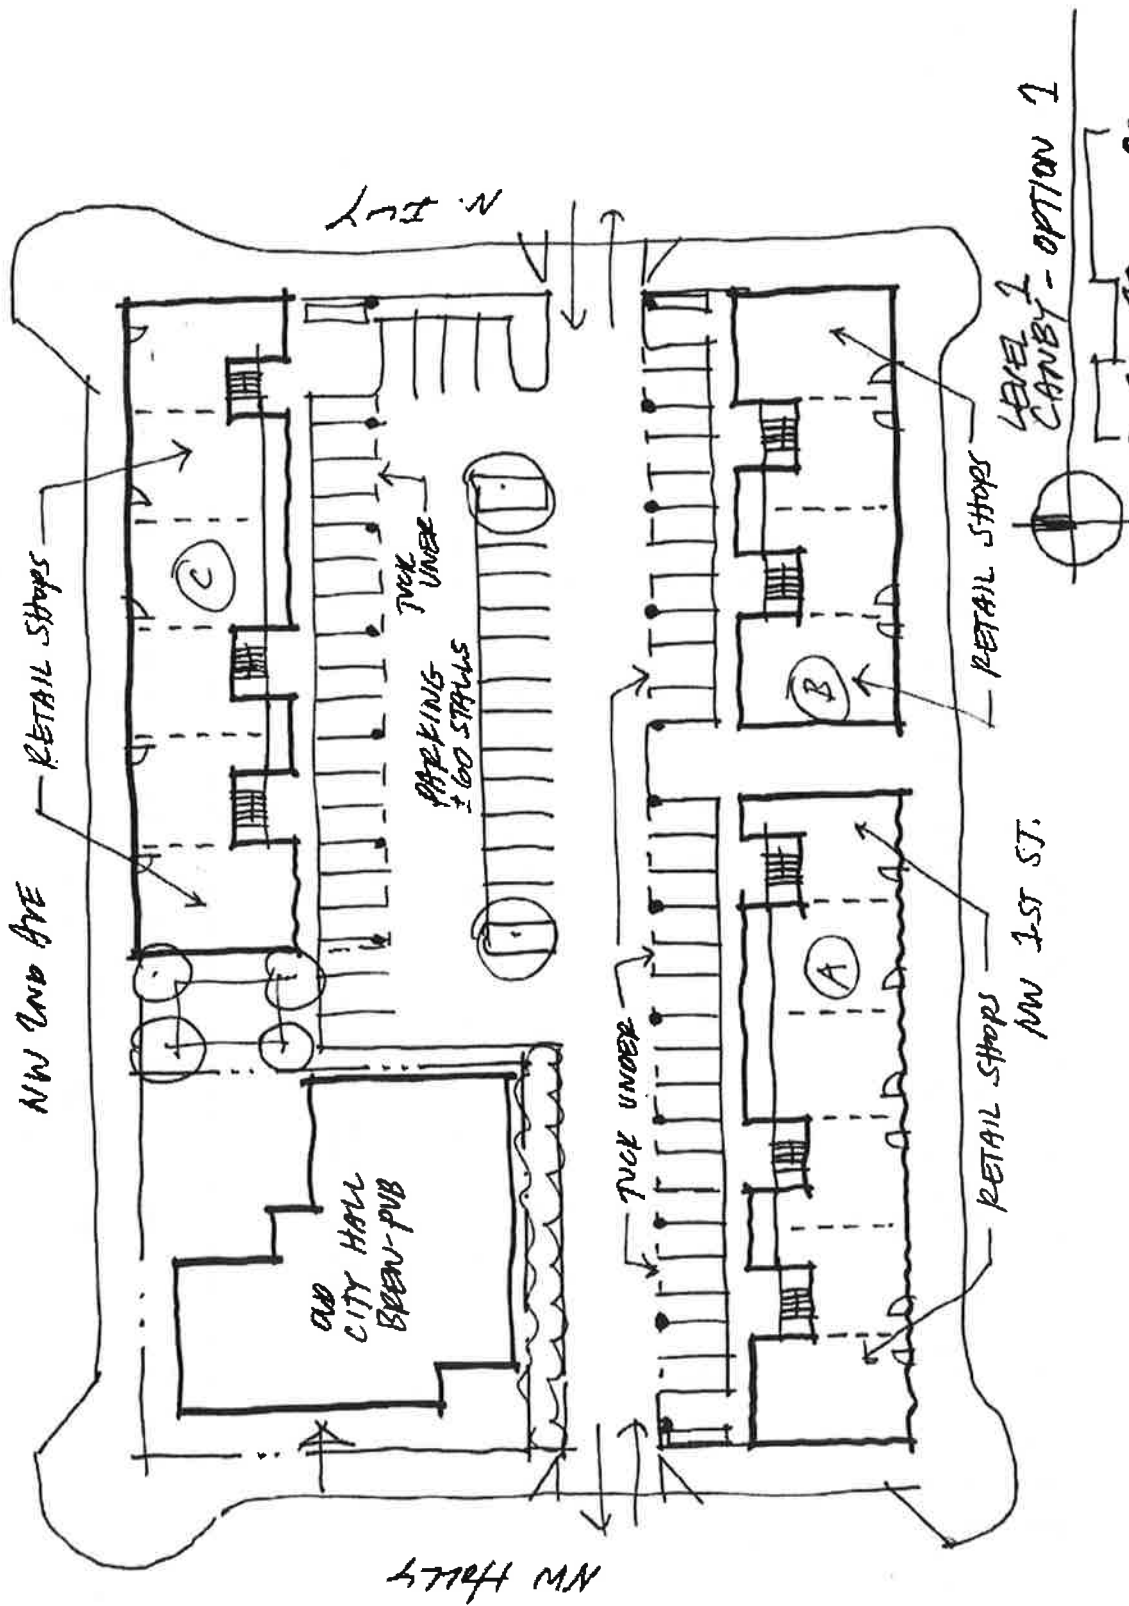 NW 2ND AVE
RETAIL SHOPS
N. IVY
C
TUCK
UNER
PARKING
± 60 STALLS
OLD
CITY HALL
BREW-PUB
NW HOLLY
TUCK UNDER
A
B
RETAIL SHOPS
NW 1ST ST.
RETAIL SHOPS
LEVEL 1
CANBY - OPTION 1